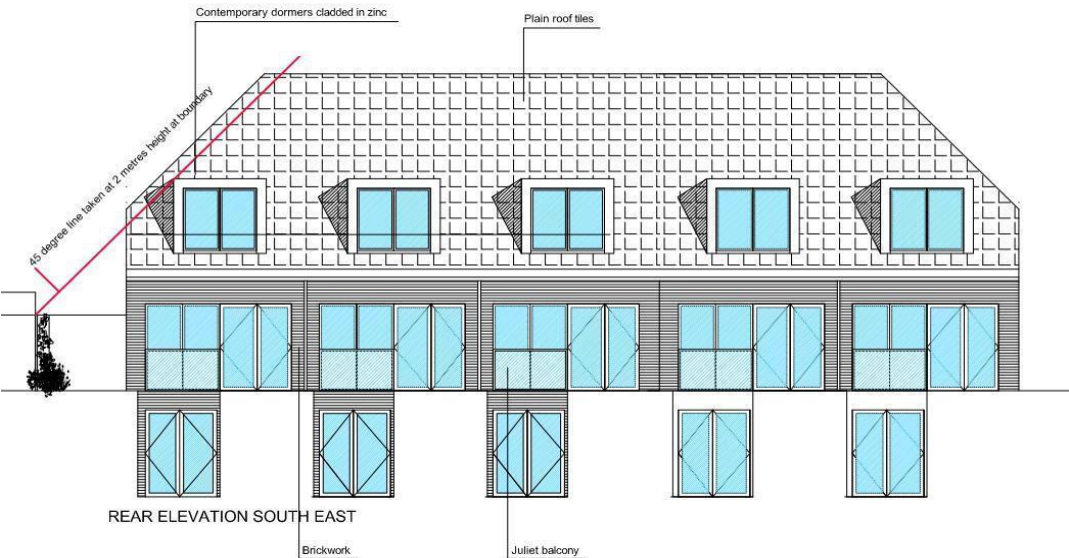 Contemporary dormers cladded in zinc
Plain roof tiles
45 degree line taken at 2 metres height at boundary
REAR ELEVATION SOUTH EAST
Brickwork
Juliet balcony